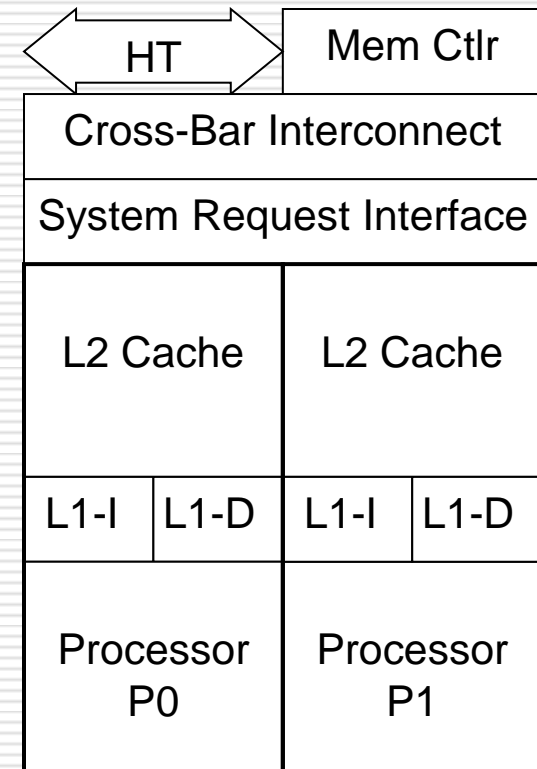 HT
Mem Ctlr
Cross-Bar Interconnect
System Request Interface
L2 Cache
L2 Cache
L1-I
L1-D
L1-I
L1-D
Processor
P0
Processor
P1